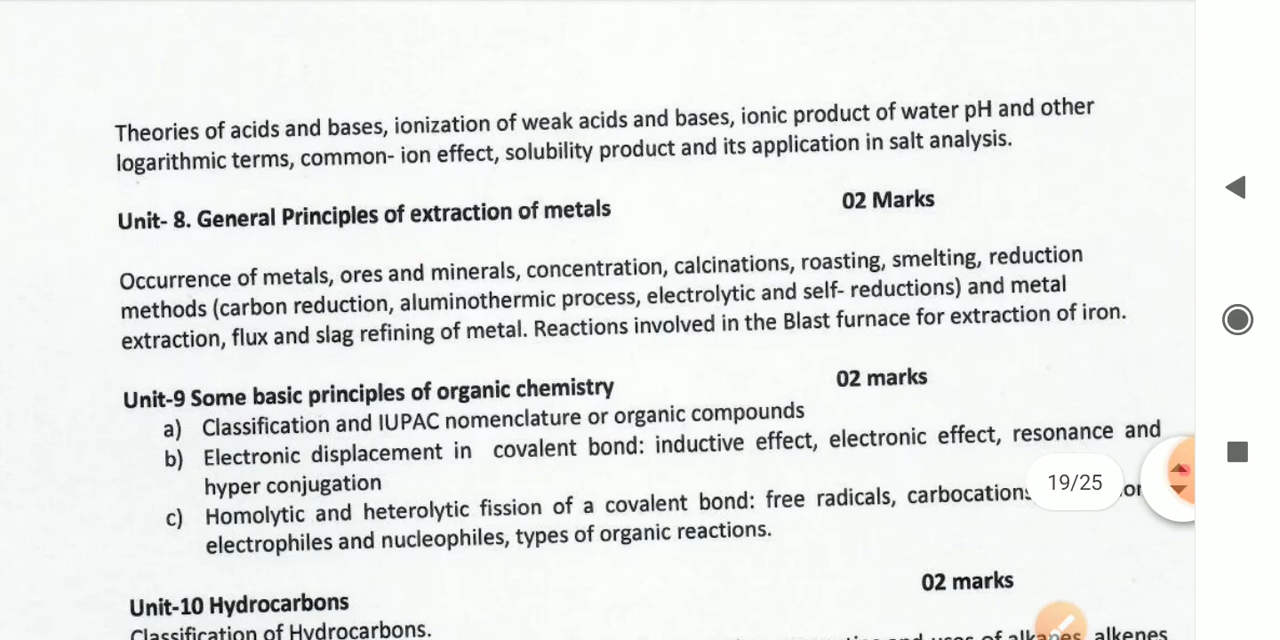 Theories of acids and bases, ionization of weak acids and bases, ionic product of water pH and other
logarithmic terms, common- ion effect, solubility product and its application in salt analysis.
Unit- 8. General Principles of extraction of metals 02 Marks
Occurrence of metals, ores and minerals, concentration, calcinations, roasting, smelting, reduction
methods (carbon reduction, aluminothermic process, electrolytic and self- reductions) and metal
extraction, flux and slag refining of metal. Reactions involved in the Blast furnace for extraction of iron.
Unit-9 Some basic principles of organic chemistry 02 marks
a) Classification and IUPAC nomenclature or organic compounds
b) Electronic displacement in covalent bond: inductive effect, electronic effect, resonance and
hyper conjugation
c) Homolytic and heterolytic fission of a covalent bond: free radicals, carbocations
19/25
electrophiles and nucleophiles, types of organic reactions.
Unit-10 Hydrocarbons 02 marks
Classification of Hydrocarbons.
and uses of alkanes, alkenes